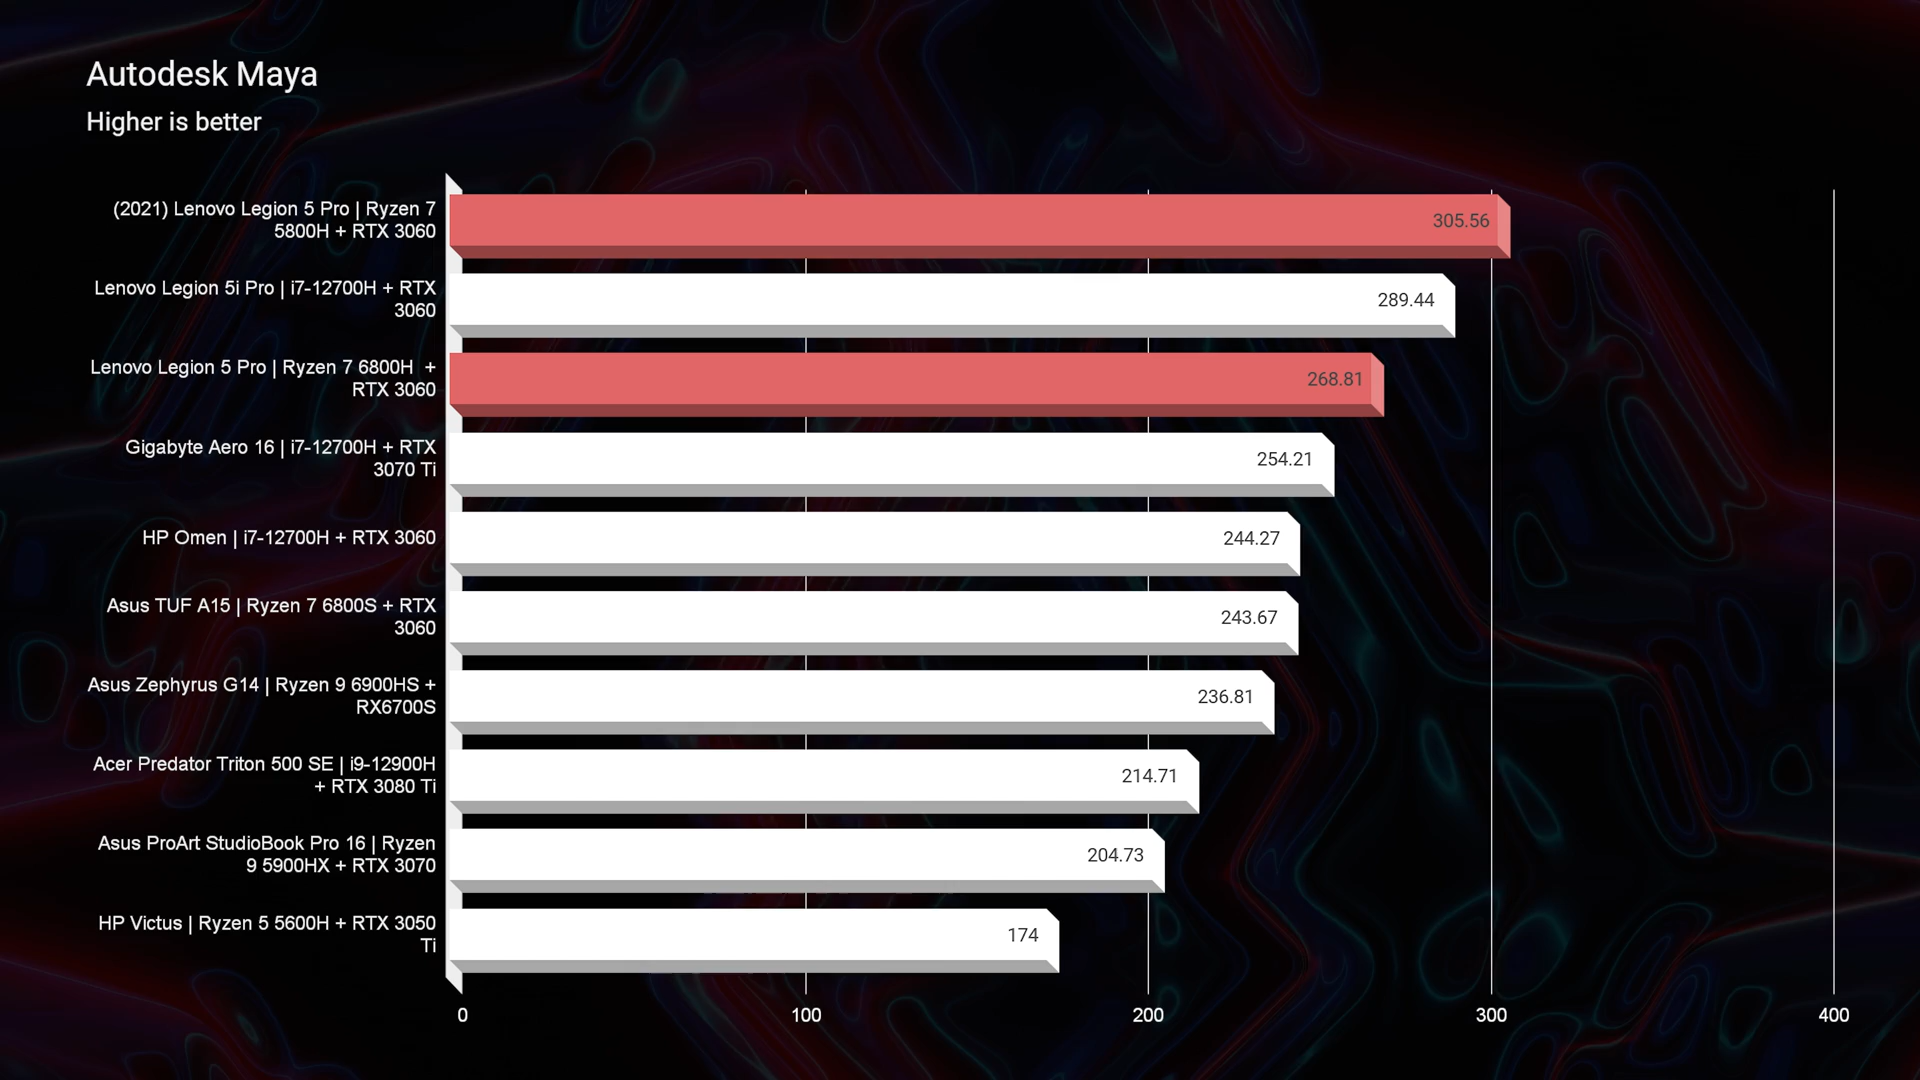 Autodesk Maya
Higher is better
(2021) Lenovo Legion 5 Pro | Ryzen 7
5800H + RTX 3060
305.56
Lenovo Legion 5i Pro | i7-12700H + RTX
3060
289.44
Lenovo Legion 5 Pro | Ryzen 7 6800H +
RTX 3060
268.81
Gigabyte Aero 16 | i7-12700H + RTX
3070 Ti
254.21
HP Omen | i7-12700H + RTX 3060
244.27
Asus TUF A15 | Ryzen 7 6800S + RTX
3060
243.67
Asus Zephyrus G14 | Ryzen 9 6900HS +
RX6700S
236.81
Acer Predator Triton 500 SE | i9-12900H
+ RTX 3080 Ti
214.71
Asus ProArt StudioBook Pro 16 | Ryzen
9 5900HX + RTX 3070
204.73
HP Victus | Ryzen 5 5600H + RTX 3050
Ti
174
0 100 200 300 400